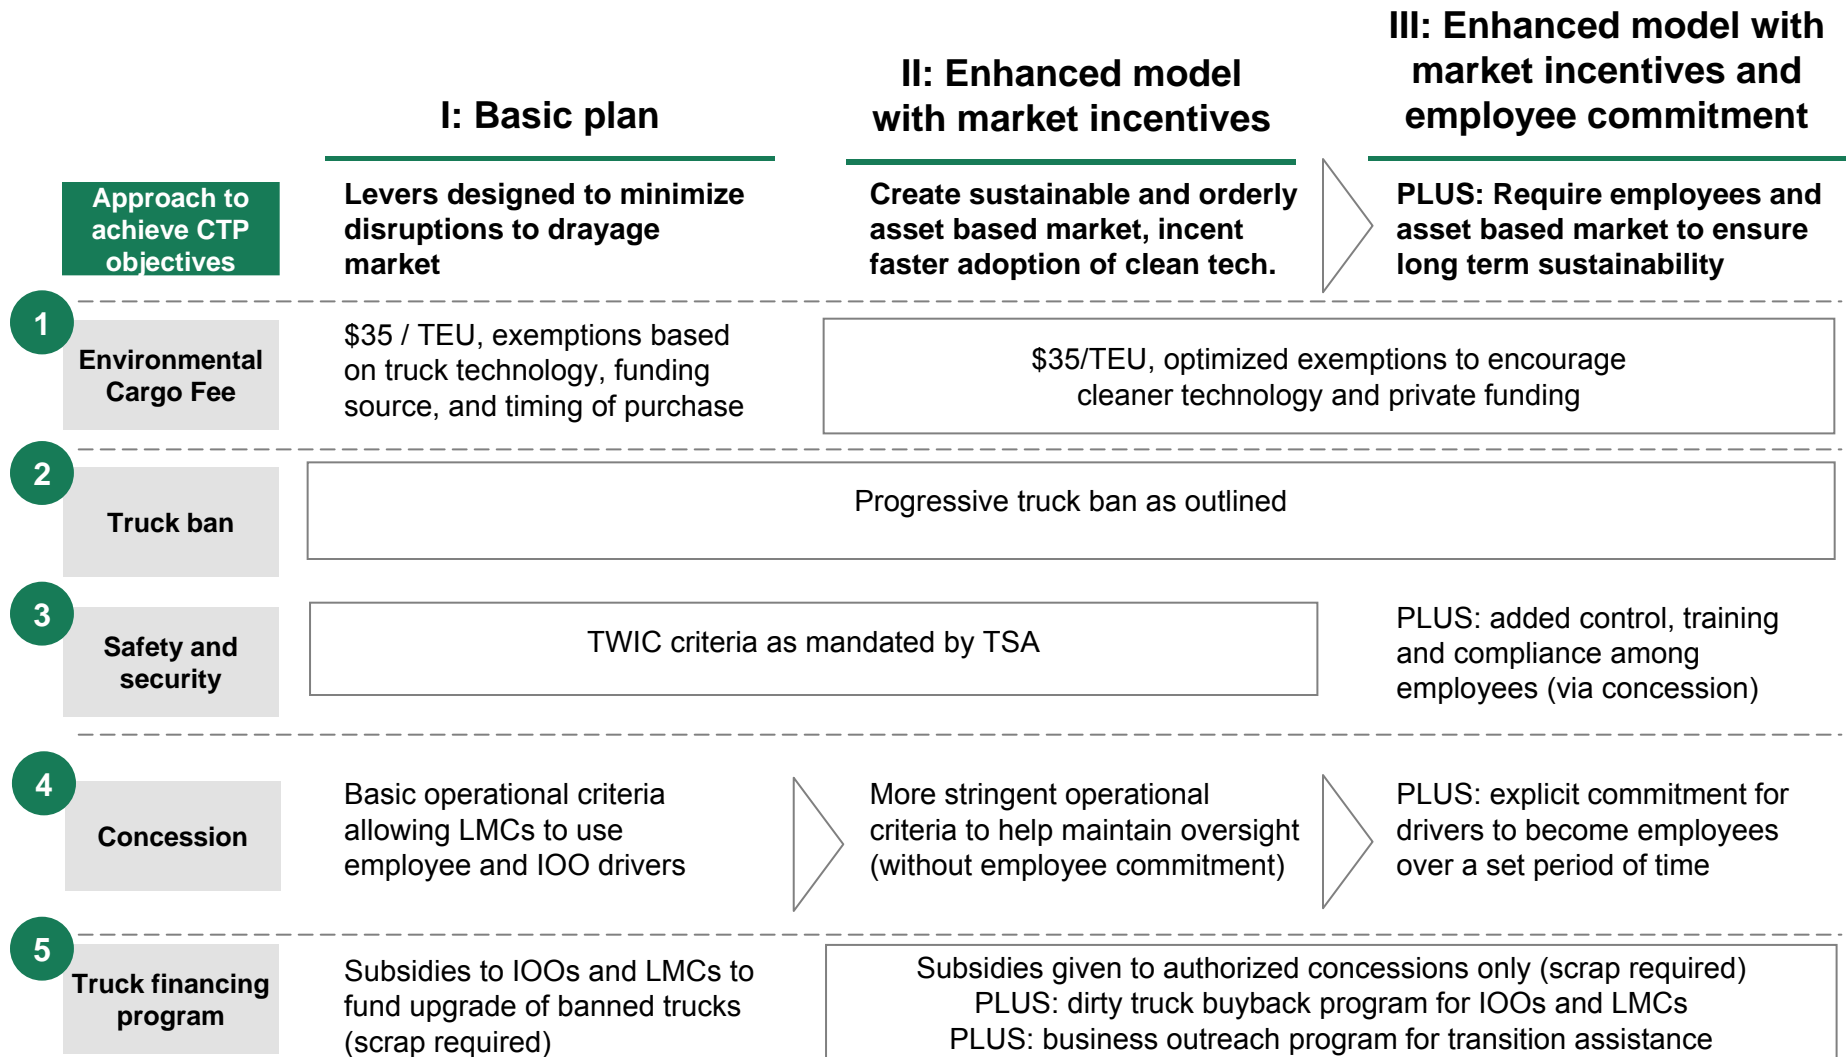 I: Basic plan
II: Enhanced model
with market incentives
III: Enhanced model with
market incentives and
employee commitment
Approach to
achieve CTP
objectives
Levers designed to minimize
disruptions to drayage
market
Create sustainable and orderly
asset based market, incent
faster adoption of clean tech.
PLUS: Require employees and
asset based market to ensure
long term sustainability
1
Environmental
Cargo Fee
$35 / TEU, exemptions based
on truck technology, funding
source, and timing of purchase
$35/TEU, optimized exemptions to encourage
cleaner technology and private funding
2
Truck ban
Progressive truck ban as outlined
3
Safety and
security
TWIC criteria as mandated by TSA
PLUS: added control, training
and compliance among
employees (via concession)
4
Concession
Basic operational criteria
allowing LMCs to use
employee and IOO drivers
More stringent operational
criteria to help maintain oversight
(without employee commitment)
PLUS: explicit commitment for
drivers to become employees
over a set period of time
5
Truck financing
program
Subsidies to IOOs and LMCs to
fund upgrade of banned trucks
(scrap required)
Subsidies given to authorized concessions only (scrap required)
PLUS: dirty truck buyback program for IOOs and LMCs
PLUS: business outreach program for transition assistance